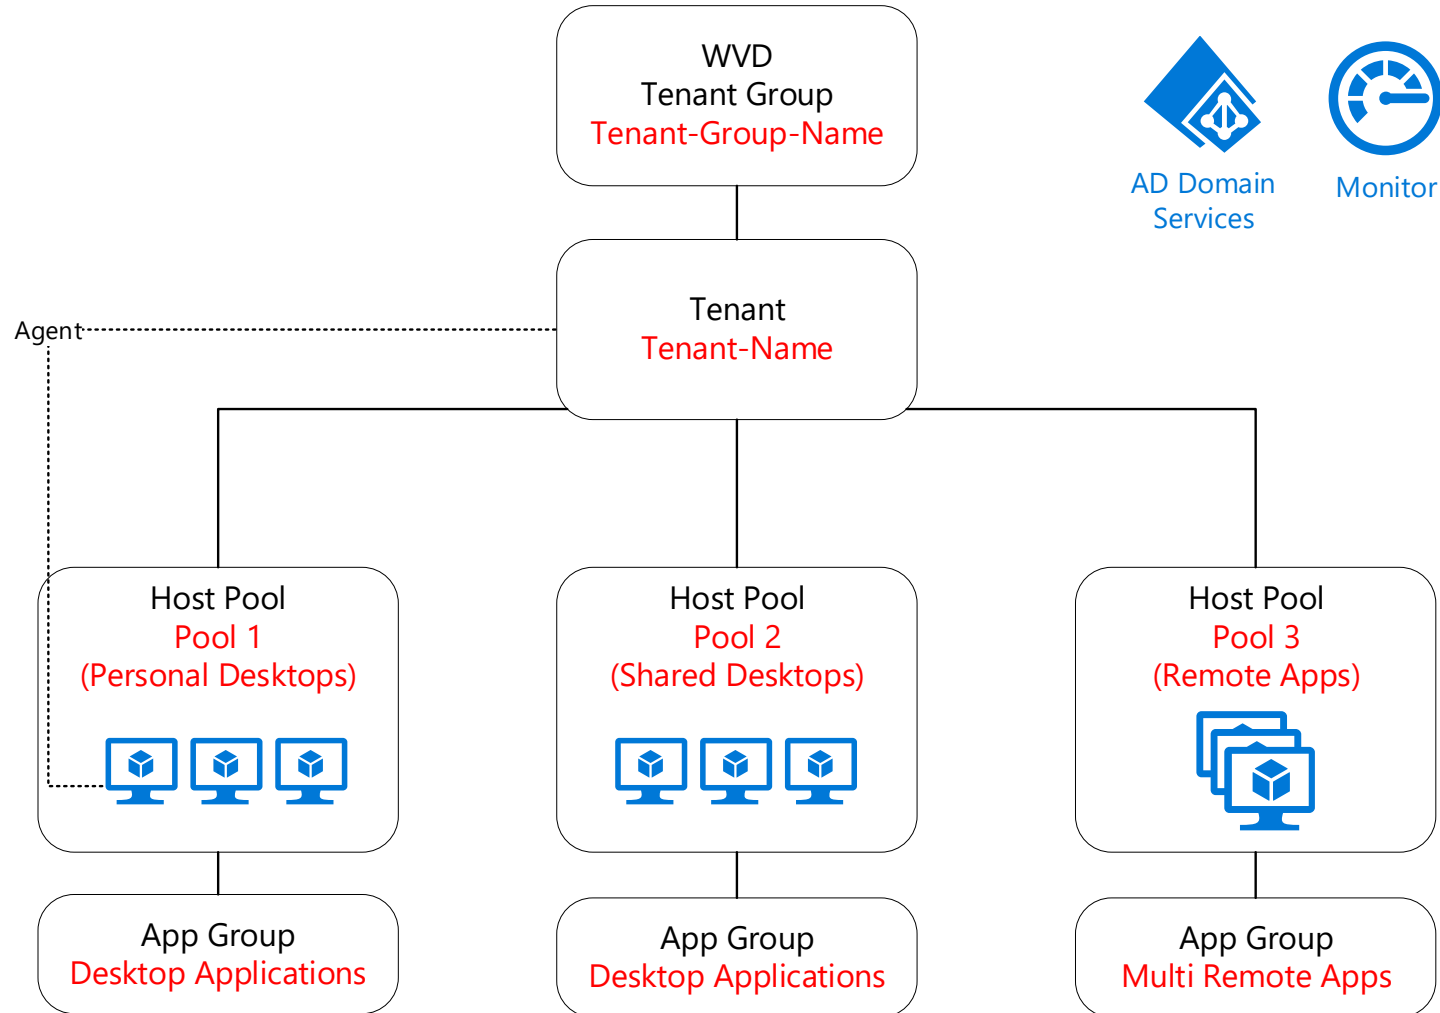 WVD
Tenant Group
Tenant-Group-Name
AD Domain
Services
Monitor
Tenant
Tenant-Name
Agent
Host Pool
Pool 1
(Personal Desktops)
Host Pool
Pool 2
(Shared Desktops)
Host Pool
Pool 3
(Remote Apps)
App Group
Desktop Applications
App Group
Desktop Applications
App Group
Multi Remote Apps